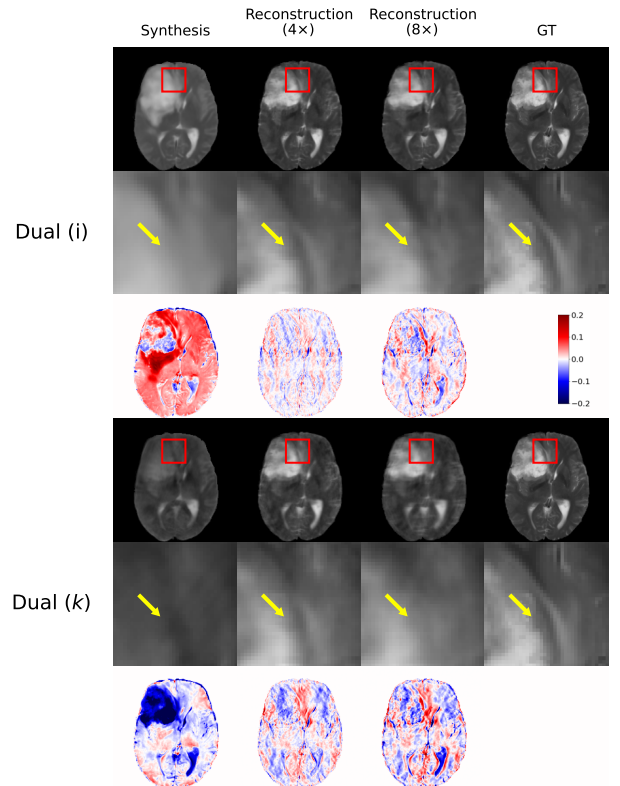 Synthesis
Reconstruction
(4×)
Reconstruction
(8×)
GT
Dual (i)
0.2
0.1
0.0
−0.1
−0.2
Dual (k)